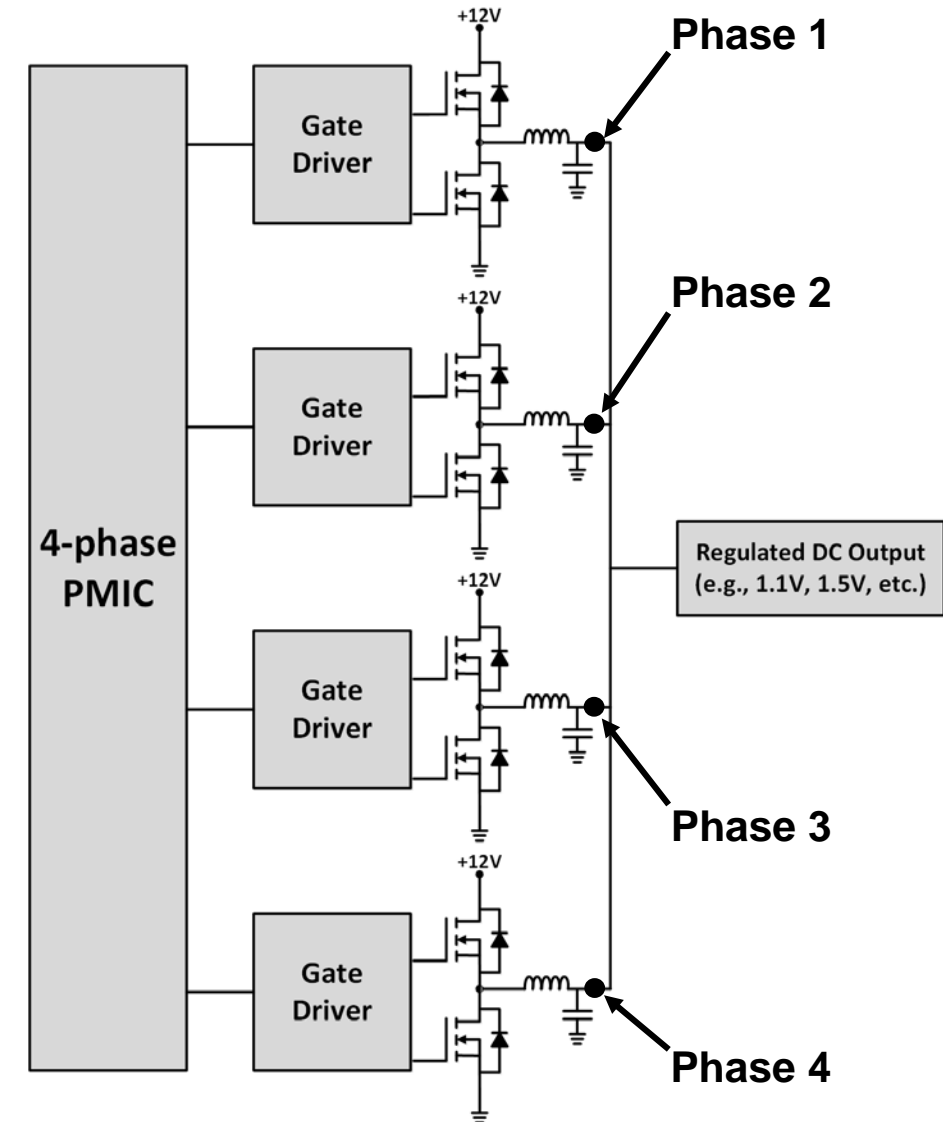 +12V
Phase 1
Gate
Driver
+12V
Phase 2
Gate
Driver
4-phase
PMIC
Regulated DC Output
(e.g., 1.1V, 1.5V, etc.)
+12V
Gate
Driver
Phase 3
+12V
Gate
Driver
Phase 4